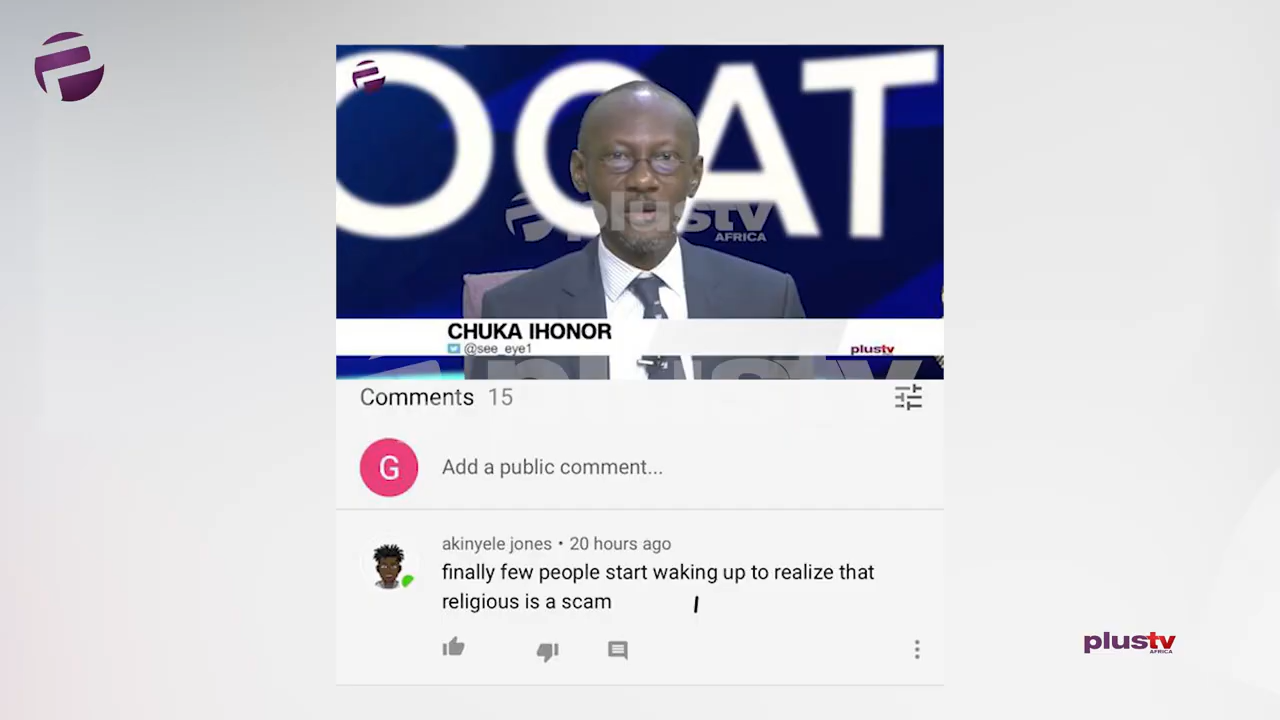 OCAT
plustv
AFRICA
CHUKA IHONOR
@see_eye1
plustv
plustv
Comments 15
G
Add a public comment...
akinyele jones • 20 hours ago
finally few people start waking up to realize that
religious is a scam
plustv
AFRICA